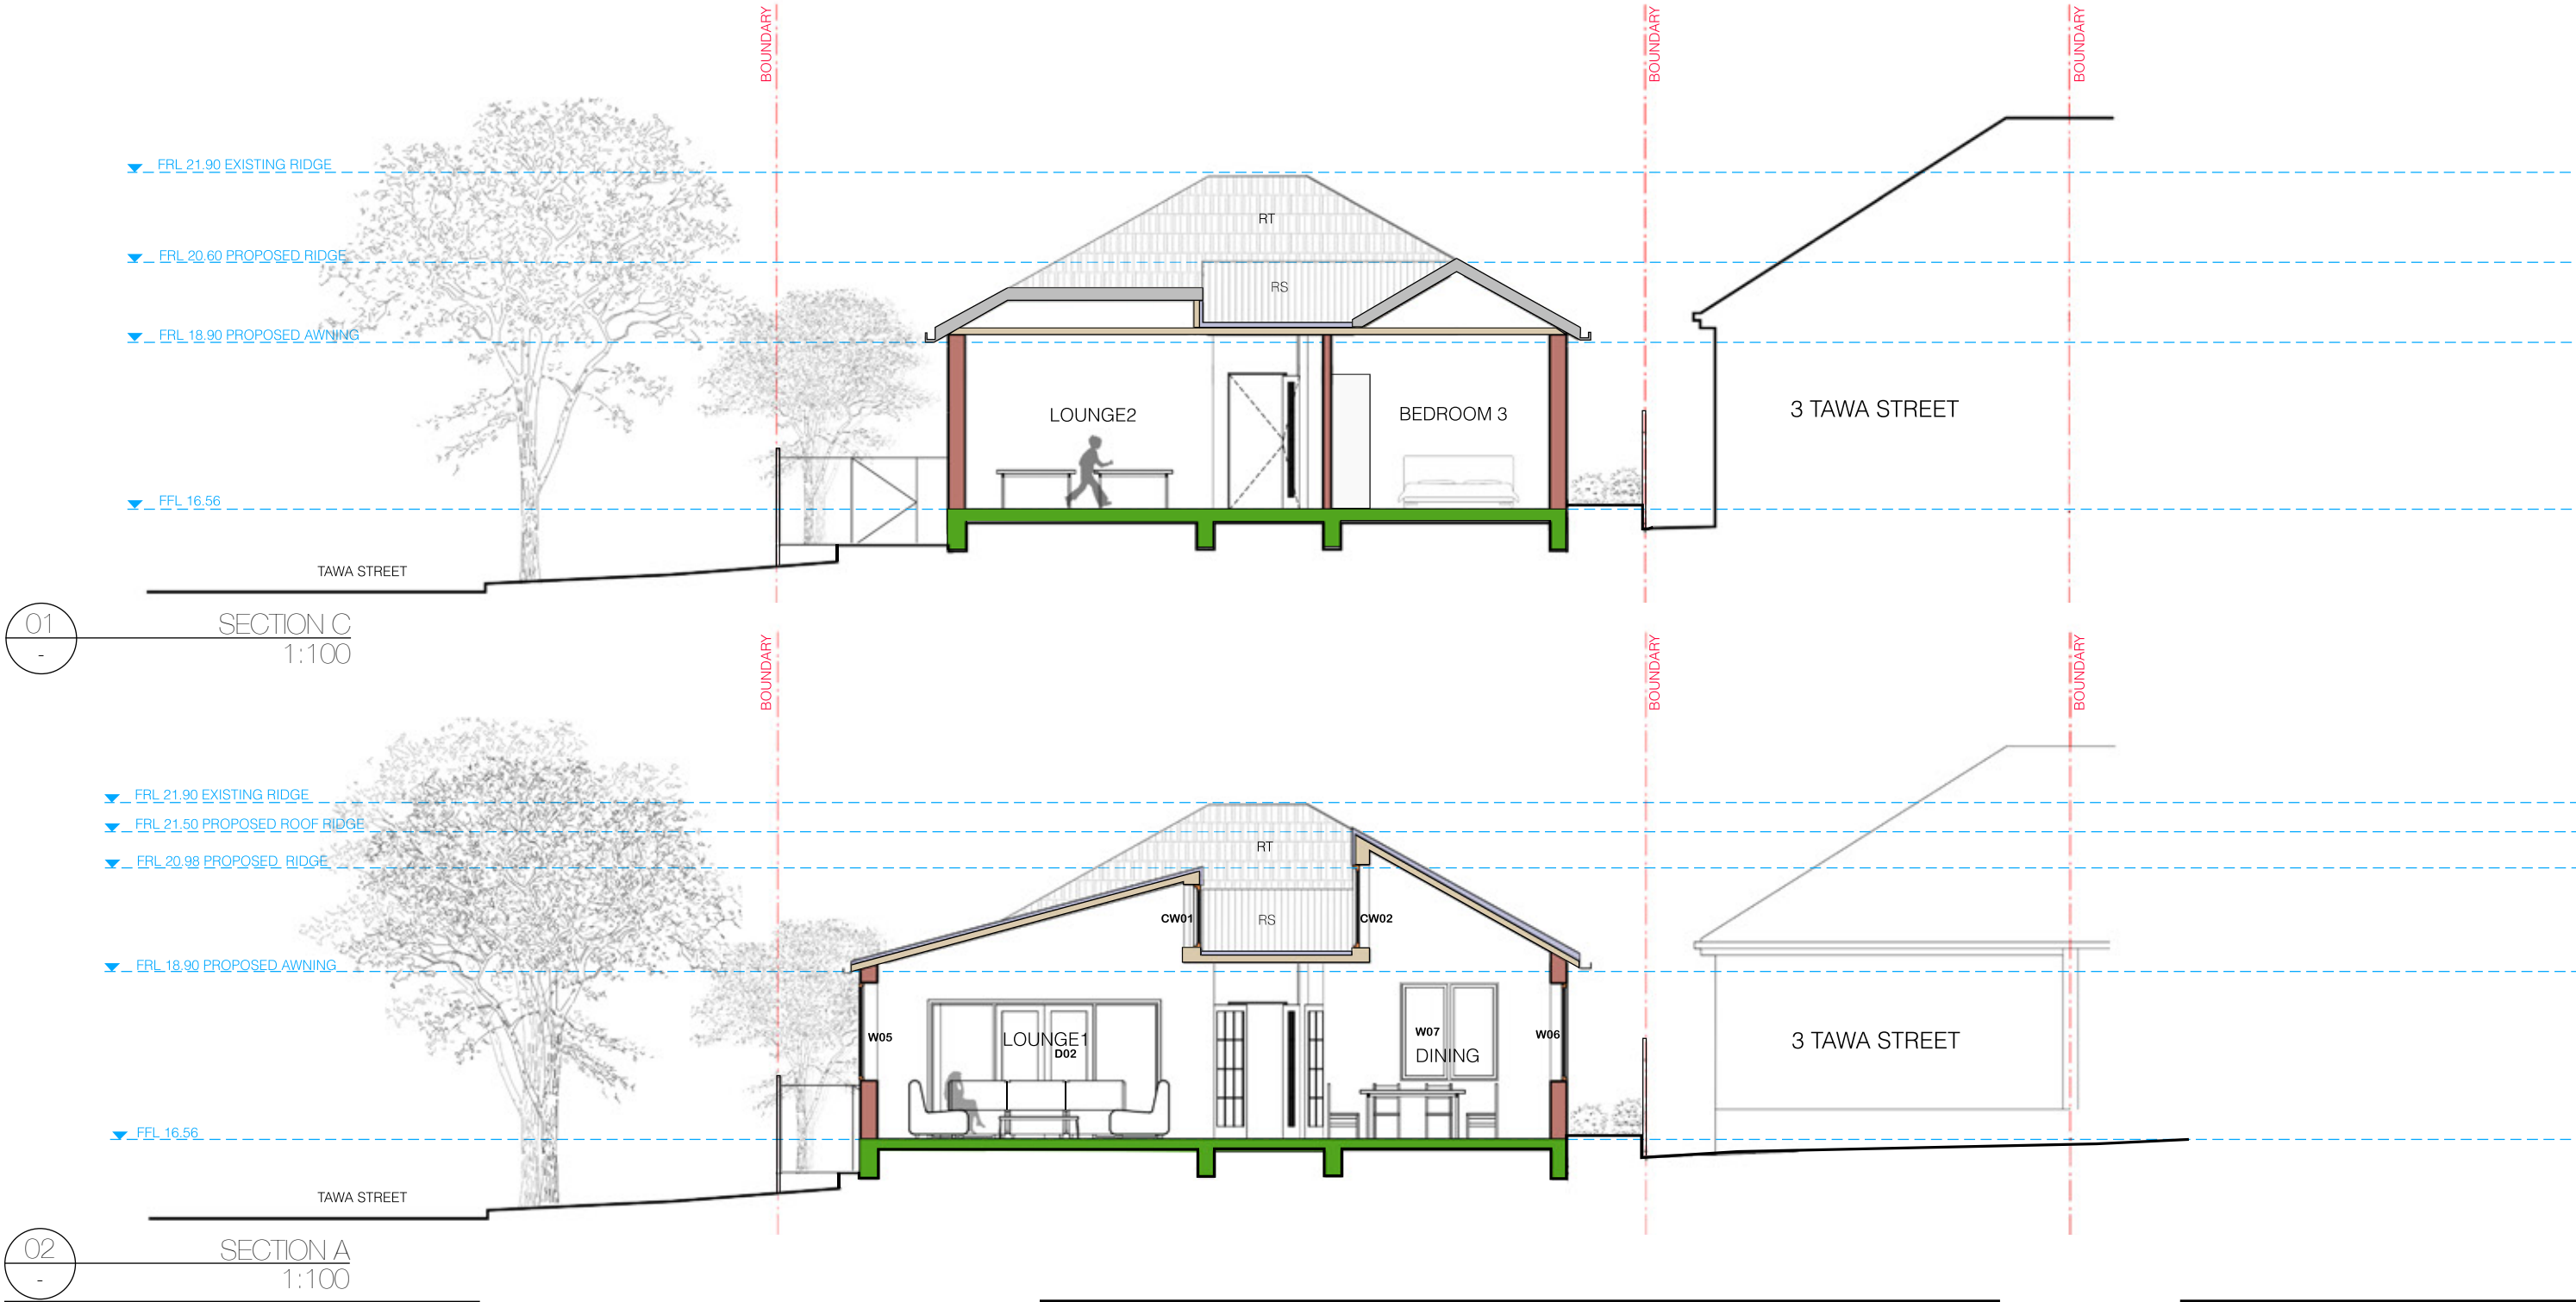 BOUNDARY
BOUNDARY
BOUNDARY
FRL 21.90 EXISTING RIDGE
RT
FRL 20.60 PROPOSED RIDGE
RS
FRL 18.90 PROPOSED AWNING
LOUNGE2
BEDROOM 3
3 TAWA STREET
FFL 16.56
TAWA STREET
01
-
SECTION C
1:100
BOUNDARY
BOUNDARY
BOUNDARY
FRL 21.90 EXISTING RIDGE
FRL 21.50 PROPOSED ROOF RIDGE
RT
FRL 20.98 PROPOSED RIDGE
CW01
RS
CW02
FRL 18.90 PROPOSED AWNING
W05
LOUNGE1
D02
W07
DINING
W06
3 TAWA STREET
FFL 16.56
TAWA STREET
02
-
SECTION A
1:100